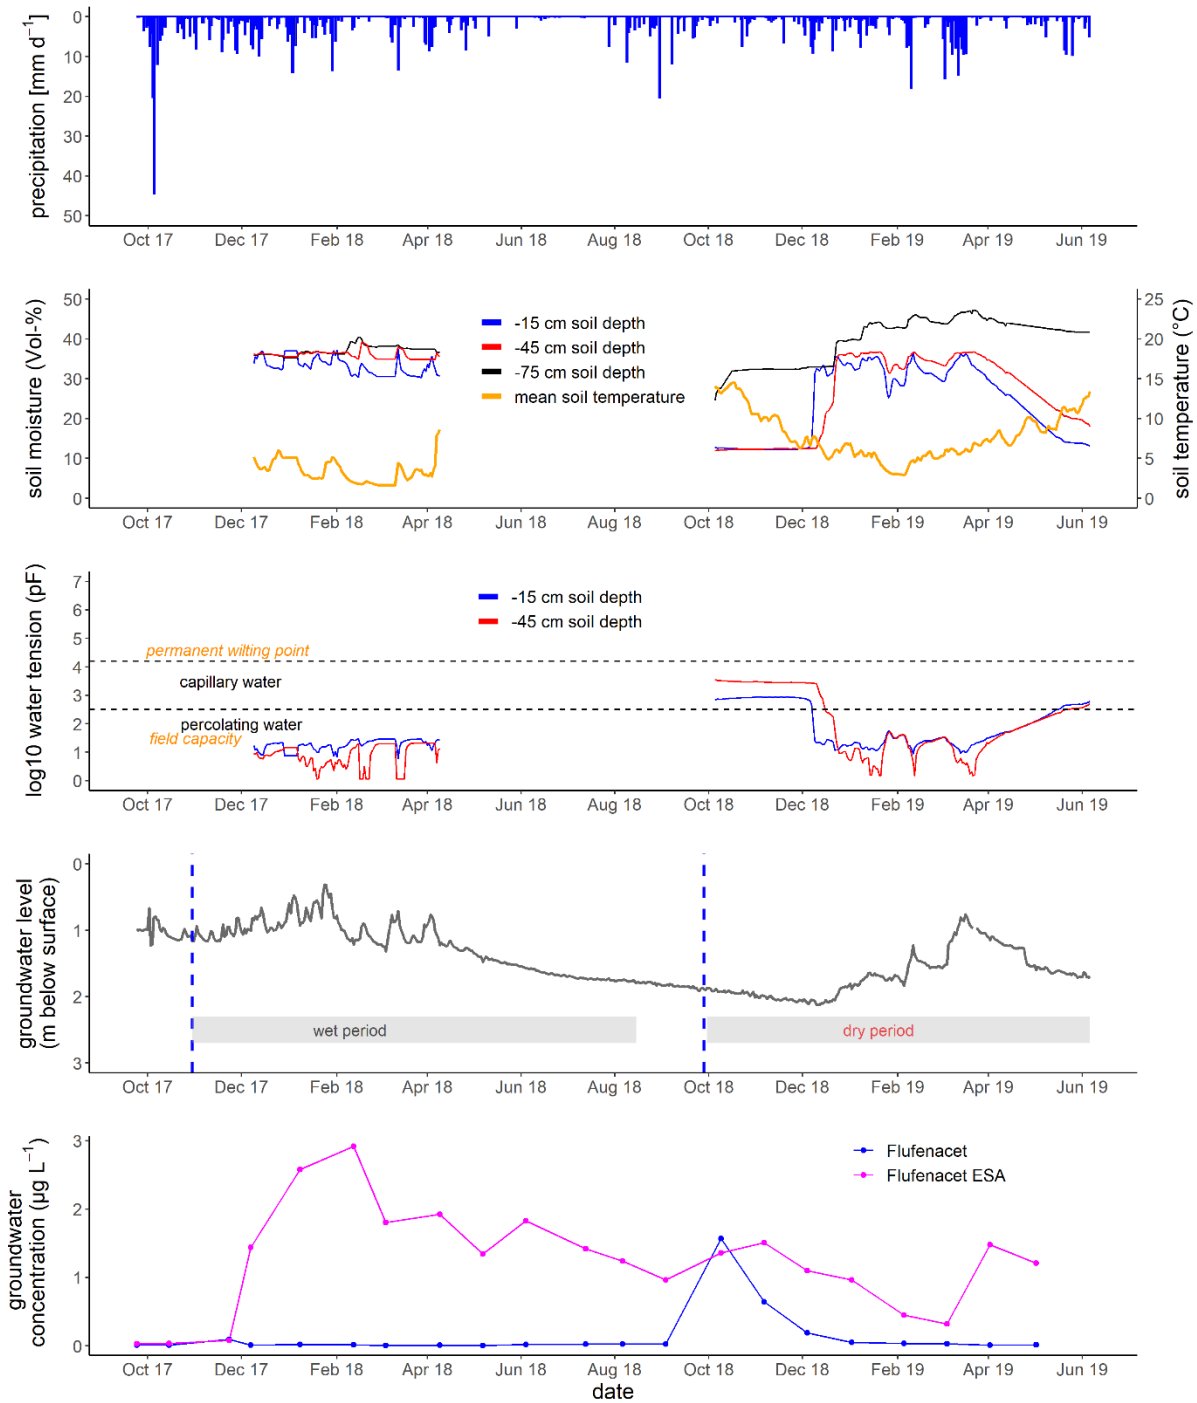 precipitation [mm d⁻¹]
0
10
20
30
40
50
Oct 17 Dec 17 Feb 18 Apr 18 Jun 18 Aug 18 Oct 18 Dec 18 Feb 19 Apr 19 Jun 19
soil moisture (Vol-%)
50
40
30
20
10
0
-15 cm soil depth
-45 cm soil depth
-75 cm soil depth
mean soil temperature
25
20
15
10
5
0
soil temperature (°C)
Oct 17 Dec 17 Feb 18 Apr 18 Jun 18 Aug 18 Oct 18 Dec 18 Feb 19 Apr 19 Jun 19
log10 water tension (pF)
7
6
5
4
3
2
1
0
-15 cm soil depth
-45 cm soil depth
permanent wilting point
capillary water
percolating water
field capacity
Oct 17 Dec 17 Feb 18 Apr 18 Jun 18 Aug 18 Oct 18 Dec 18 Feb 19 Apr 19 Jun 19
groundwater level
(m below surface)
0
1
2
3
wet period
dry period
Oct 17 Dec 17 Feb 18 Apr 18 Jun 18 Aug 18 Oct 18 Dec 18 Feb 19 Apr 19 Jun 19
groundwater
concentration (µg L⁻¹)
3
2
1
0
Flufenacet
Flufenacet ESA
Oct 17 Dec 17 Feb 18 Apr 18 Jun 18 Aug 18 Oct 18 Dec 18 Feb 19 Apr 19 Jun 19
date